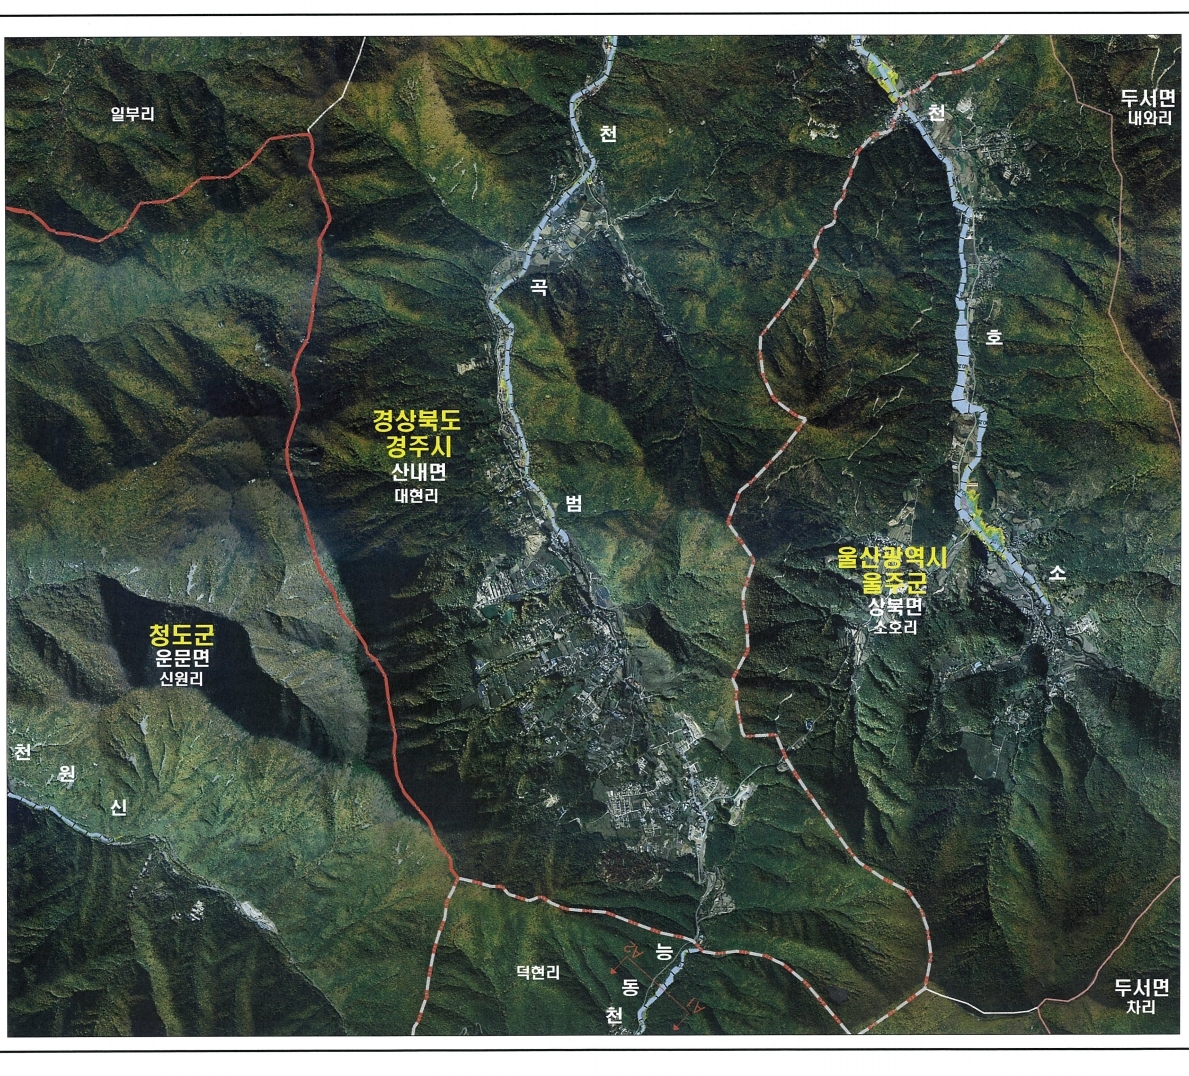 일부리
두서면
내와리
천
천
곡
호
경상북도
경주시
산내면
대현리
범
울산광역시
울주군
상북면
소호리
소
청도군
운문면
신원리
천
원
신
덕현리
능
동
천
두서면
차리